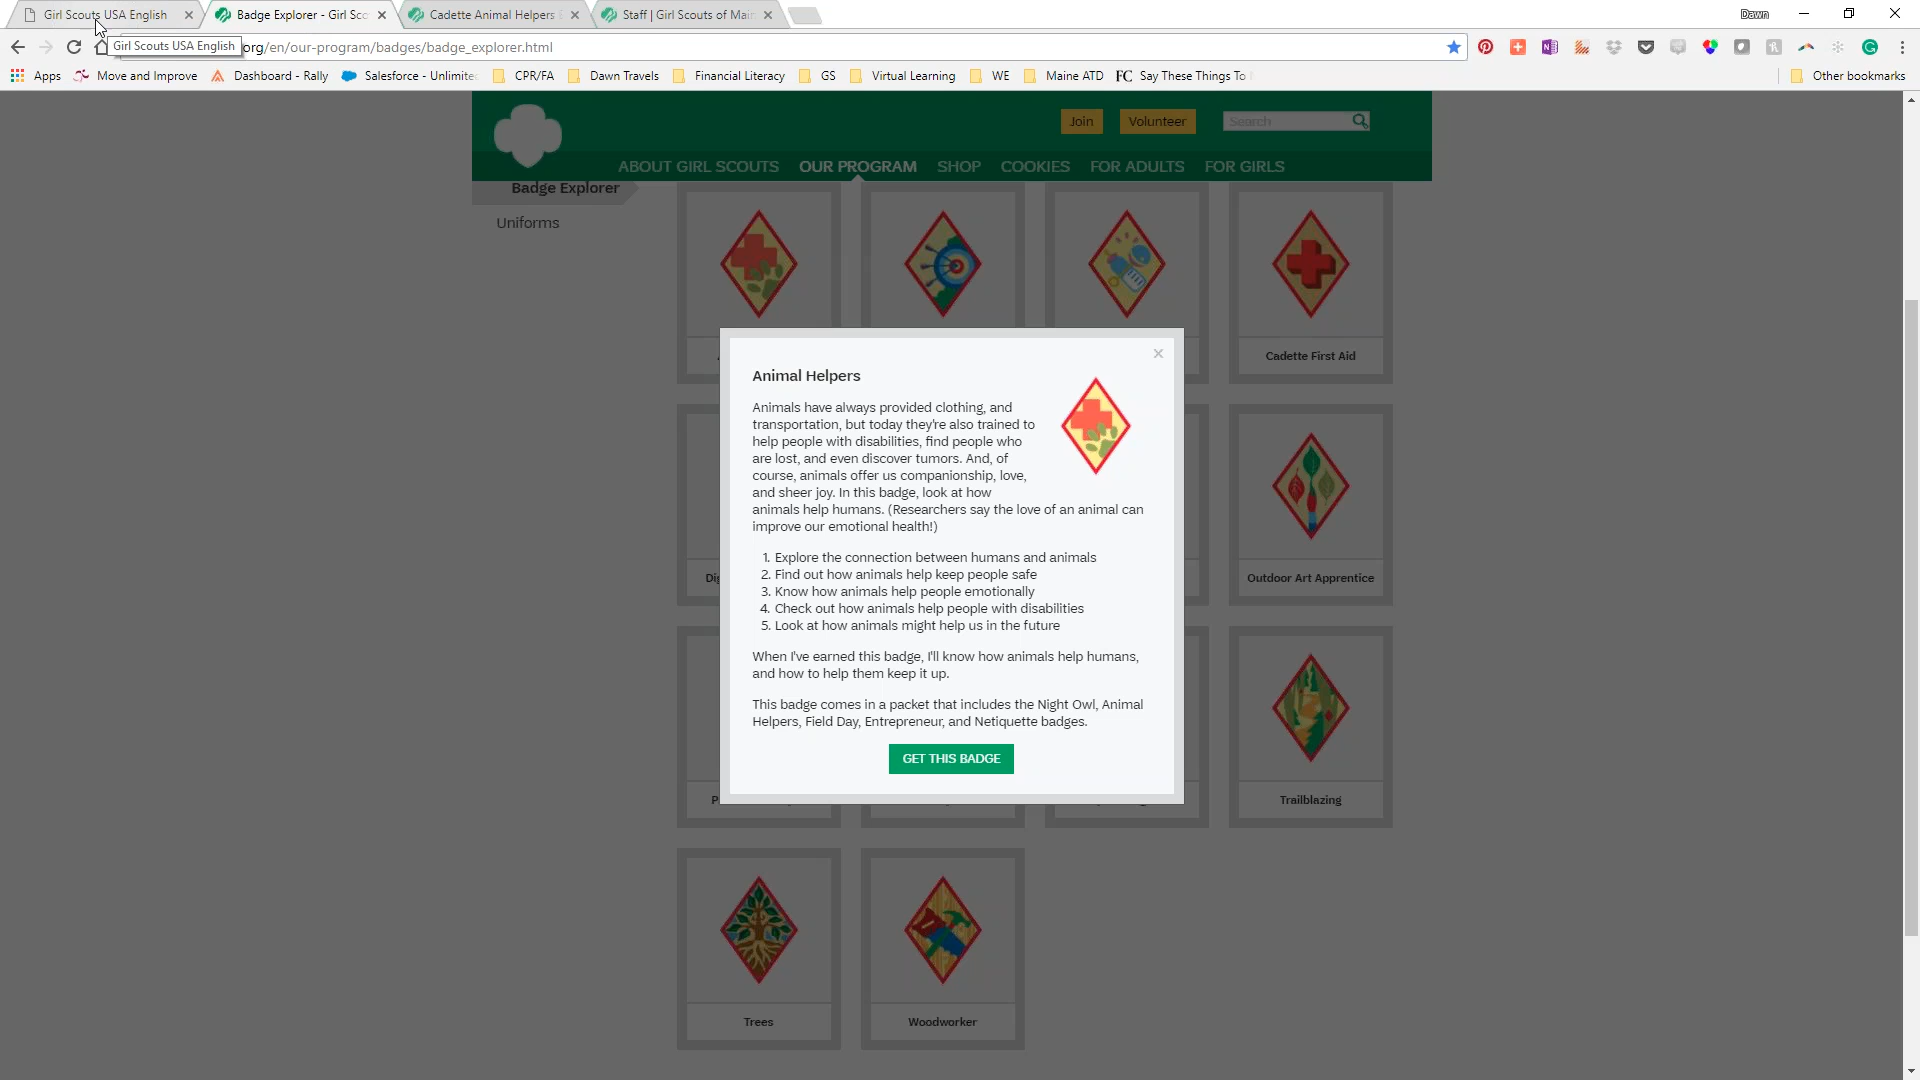 Girl Scouts USA English
Badge Explorer - Girl Sco
Cadette Animal Helpers
Staff | Girl Scouts of Mai
Dawn
Girl Scouts USA English
org/en/our-program/badges/badge_explorer.html
Apps
Move and Improve
Dashboard - Rally
Salesforce - Unlimite
CPR/FA
Dawn Travels
Financial Literacy
GS
Virtual Learning
WE
Maine ATD
FC Say These Things To
Other bookmarks
Join
Volunteer
Search
ABOUT GIRL SCOUTS
OUR PROGRAM
SHOP
COOKIES
FOR ADULTS
FOR GIRLS
Badge Explorer
Uniforms
Cadette First Aid
Animal Helpers
Animals have always provided clothing, and
transportation, but today they're also trained to
help people with disabilities, find people who
are lost, and even discover tumors. And, of
course, animals offer us companionship, love,
and sheer joy. In this badge, look at how
animals help humans. (Researchers say the love of an animal can
improve our emotional health!)
1. Explore the connection between humans and animals
2. Find out how animals help keep people safe
3. Know how animals help people emotionally
4. Check out how animals help people with disabilities
5. Look at how animals might help us in the future
When I've earned this badge, I'll know how animals help humans,
and how to help them keep it up.
This badge comes in a packet that includes the Night Owl, Animal
Helpers, Field Day, Entrepreneur, and Netiquette badges.
GET THIS BADGE
Outdoor Art Apprentice
Trailblazing
Trees
Woodworker